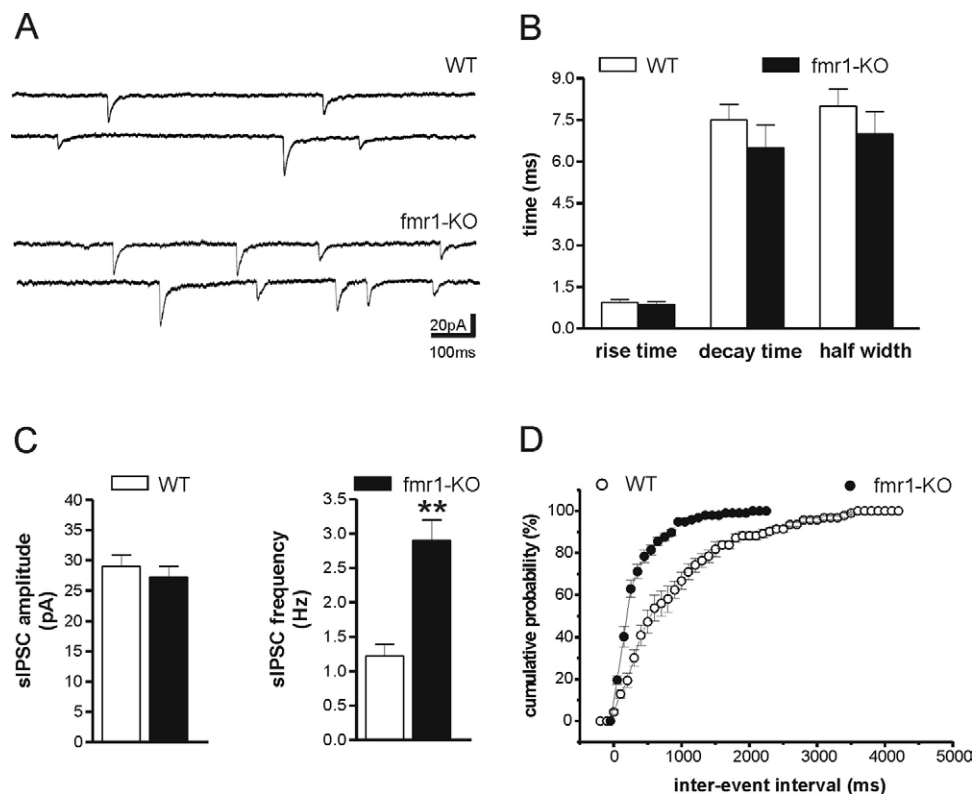 A
WT
fmr1-KO
20pA
100ms
B
WT fmr1-KO
time (ms)
9.0
7.5
6.0
4.5
3.0
1.5
0.0
rise time decay time half width
C
WT
sIPSC amplitude
(pA)
40
35
30
25
20
15
10
5
0
fmr1-KO
sIPSC frequency
(Hz)
3.5
3.0
2.5
2.0
1.5
1.0
0.5
0.0
**
D
WT fmr1-KO
cumulative probability (%)
100
80
60
40
20
0
0 1000 2000 3000 4000 5000
inter-event interval (ms)